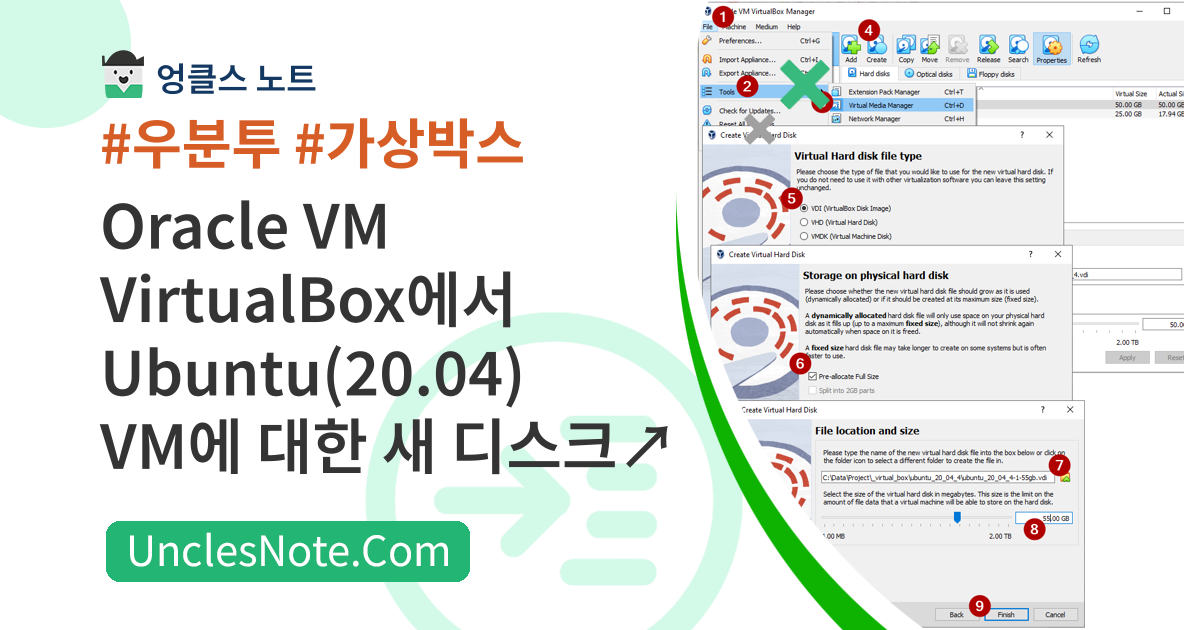 엉클스 노트
#우분투 #가상박스
Oracle VM
VirtualBox에서
Ubuntu(20.04)
VM에 대한 새 디스크↗
UnclesNote.Com
VM VirtualBox Manager
1
File Machine Medium Help
Preferences... Ctrl+G
Import Appliance... Ctrl+I
Export Appliance...
2
Tools
Check for Updates...
Reset All
4
Add Create Copy Move Remove Release Search Properties Refresh
Hard disks Optical disks Floppy disks
Extension Pack Manager Ctrl+T
Virtual Media Manager Ctrl+D
Network Manager Ctrl+H
Virtual Size Actual Si
50.00 GB 50.00 G
25.00 GB 17.94 G
4.vdi
50.0
2.00 TB
Apply Reset
Create Virtual Hard Disk ?
Virtual Hard disk file type
Please choose the type of file that you would like to use for the new virtual hard disk. If
you do not need to use it with other virtualization software you can leave this setting
unchanged.
5
VDI (VirtualBox Disk Image)
VHD (Virtual Hard Disk)
VMDK (Virtual Machine Disk)
Create Virtual Hard Disk ?
Storage on physical hard disk
Please choose whether the new virtual hard disk file should grow as it is used
(dynamically allocated) or if it should be created at its maximum size (fixed size).
A dynamically allocated hard disk file will only use space on your physical hard
disk as it fills up (up to a maximum fixed size), although it will not shrink again
automatically when space on it is freed.
A fixed size hard disk file may take longer to create on some systems but is often
faster to use.
6
Pre-allocate Full Size
Split into 2GB parts
Create Virtual Hard Disk ?
File location and size
Please type the name of the new virtual hard disk file into the box below or click on
the folder icon to select a different folder to create the file in.
7
C:\Data\Project\_virtual_box\ubuntu_20_04_4\ubuntu_20_04_4-1-55gb.vdi
Select the size of the virtual hard disk in megabytes. This size is the limit on the
amount of file data that a virtual machine will be able to store on the hard disk.
55.00 GB
8
.00 MB 2.00 TB
9
Back Finish Cancel